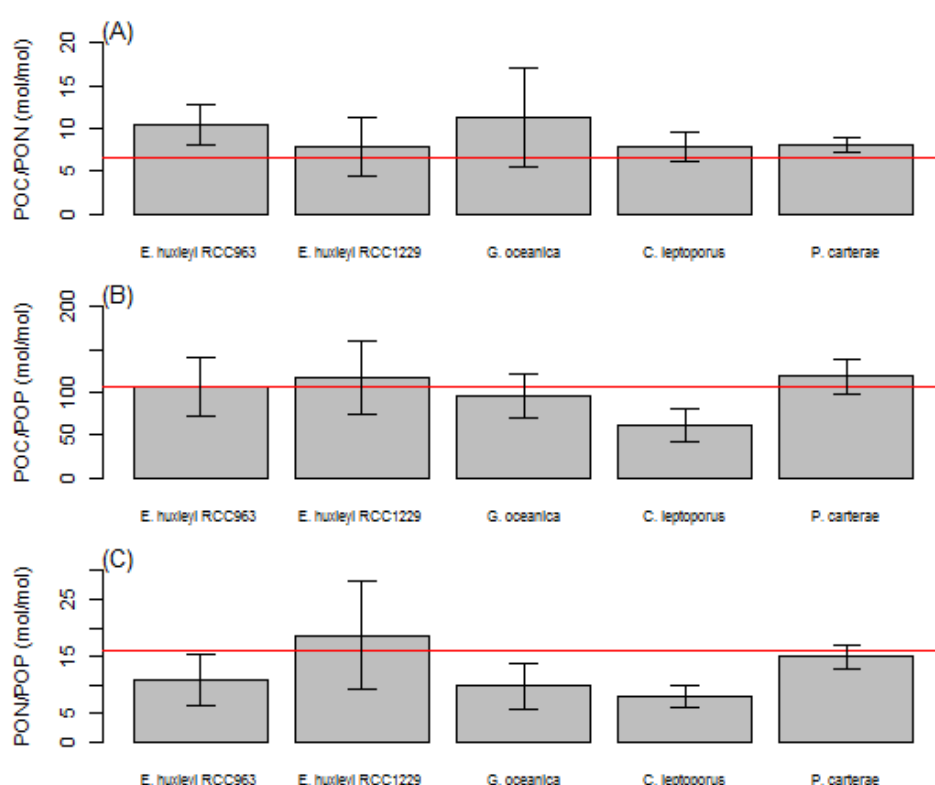 (A)
POC/PON (mol/mol)
20
15
10
5
0
E. huxleyi RCC963 E. huxleyi RCC1229 G. oceanica C. leptoporus P. carterae
(B)
POC/POP (mol/mol)
200
100
50
0
E. huxleyi RCC963 E. huxleyi RCC1229 G. oceanica C. leptoporus P. carterae
(C)
PON/POP (mol/mol)
25
15
5
0
E. huxleyi RCC963 E. huxleyi RCC1229 G. oceanica C. leptoporus P. carterae